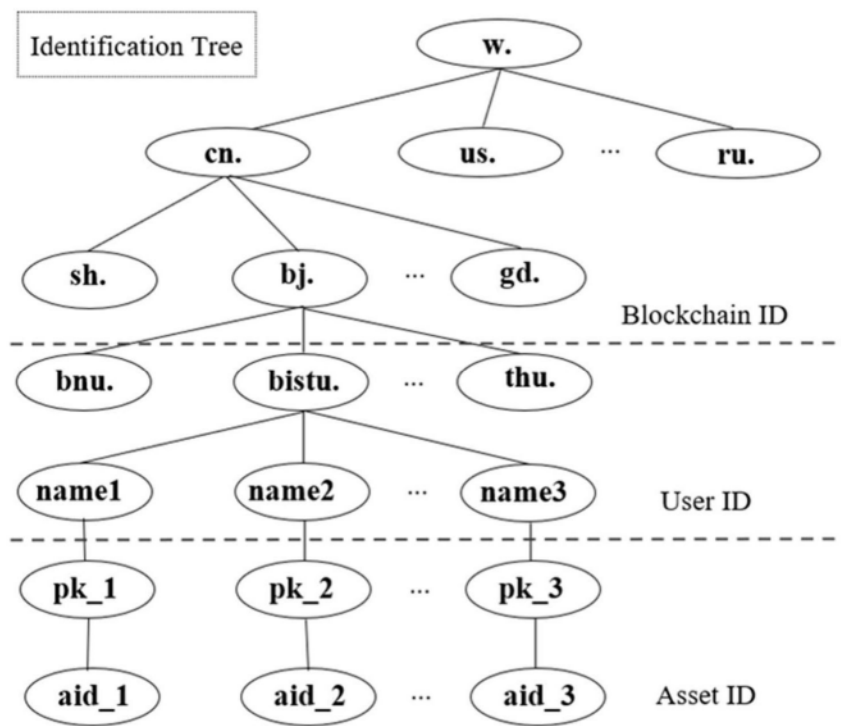 Identification Tree
w.
cn.
us.
...
ru.
sh.
bj.
...
gd.
Blockchain ID
bnu.
bistu.
...
thu.
name1
name2
...
name3
User ID
pk_1
pk_2
...
pk_3
aid_1
aid_2
...
aid_3
Asset ID